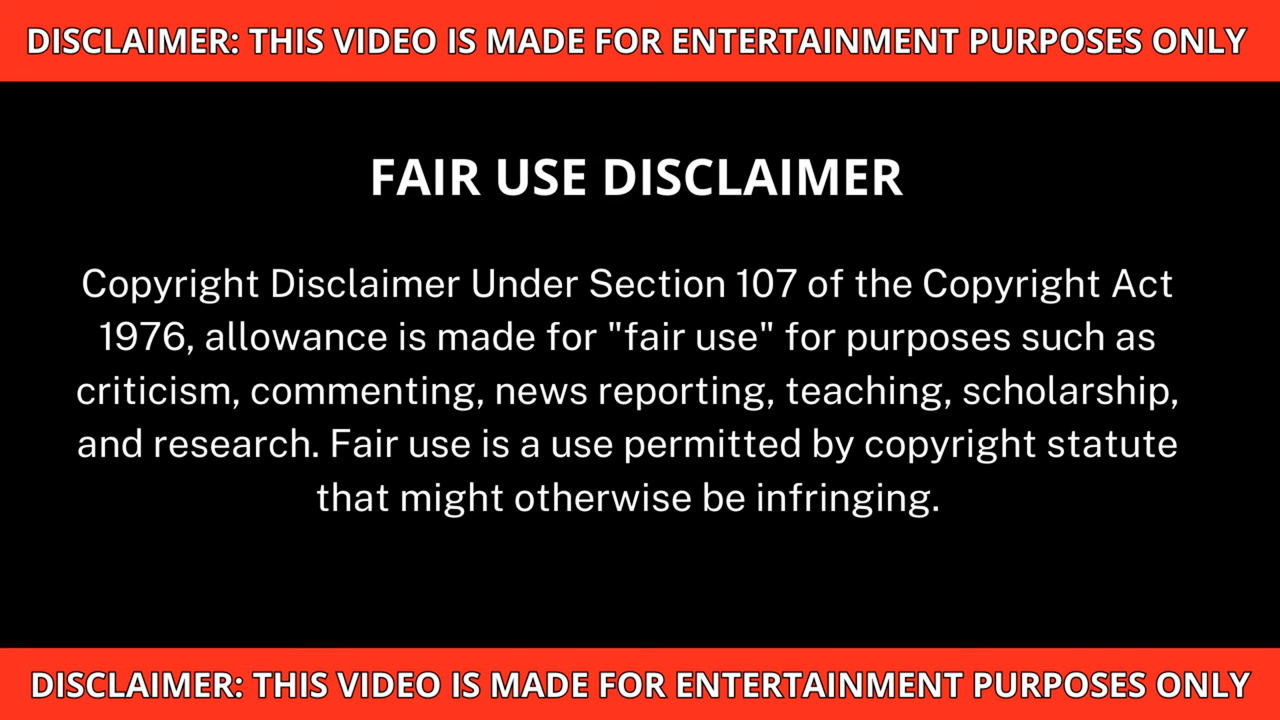 DISCLAIMER: THIS VIDEO IS MADE FOR ENTERTAINMENT PURPOSES ONLY
FAIR USE DISCLAIMER
Copyright Disclaimer Under Section 107 of the Copyright Act
1976, allowance is made for "fair use" for purposes such as
criticism, commenting, news reporting, teaching, scholarship,
and research. Fair use is a use permitted by copyright statute
that might otherwise be infringing.
DISCLAIMER: THIS VIDEO IS MADE FOR ENTERTAINMENT PURPOSES ONLY